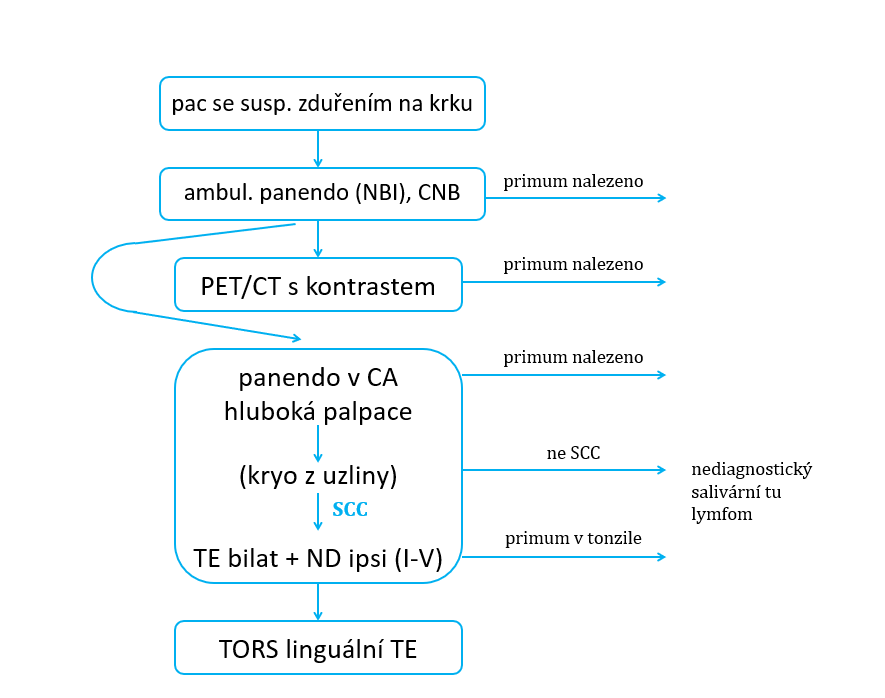 pac se susp. zduřením na krku
ambul. panendo (NBI), CNB
primum nalezeno
PET/CT s kontrastem
primum nalezeno
panendo v CA
hluboká palpace
primum nalezeno
(kryo z uzliny)
ne SCC
nediagnostický
salivární tu
lymfom
SCC
TE bilat + ND ipsi (I-V)
primum v tonzile
TORS linguální TE